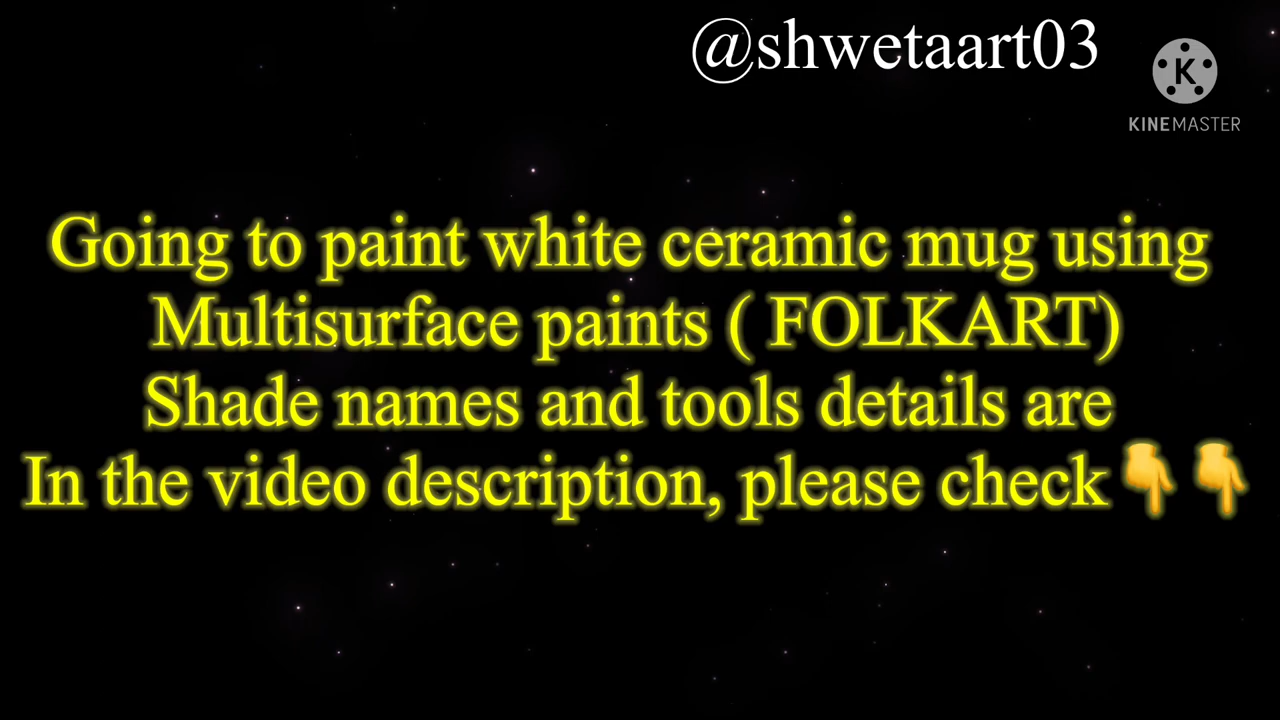 @shwetaart03
K
KINEMASTER
Going to paint white ceramic mug using
Multisurface paints ( FOLKART)
Shade names and tools details are
In the video description, please check👇👇